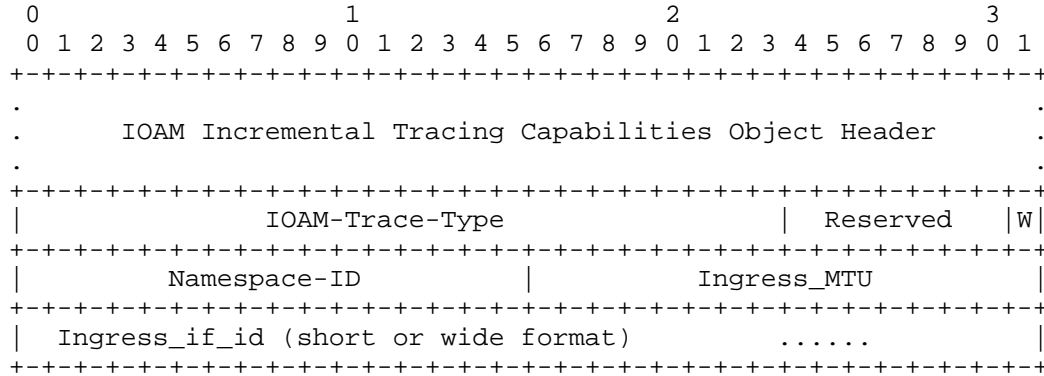 0                   1                   2                   3
 0 1 2 3 4 5 6 7 8 9 0 1 2 3 4 5 6 7 8 9 0 1 2 3 4 5 6 7 8 9 0 1
+-+-+-+-+-+-+-+-+-+-+-+-+-+-+-+-+-+-+-+-+-+-+-+-+-+-+-+-+-+-+-+-+
.                                                               .
.      IOAM Incremental Tracing Capabilities Object Header      .
.                                                               .
+-+-+-+-+-+-+-+-+-+-+-+-+-+-+-+-+-+-+-+-+-+-+-+-+-+-+-+-+-+-+-+-+
|               IOAM-Trace-Type                 |  Reserved   |W|
+-+-+-+-+-+-+-+-+-+-+-+-+-+-+-+-+-+-+-+-+-+-+-+-+-+-+-+-+-+-+-+-+
|         Namespace-ID          |          Ingress_MTU          |
+-+-+-+-+-+-+-+-+-+-+-+-+-+-+-+-+-+-+-+-+-+-+-+-+-+-+-+-+-+-+-+-+
|  Ingress_if_id (short or wide format)         ......          |
+-+-+-+-+-+-+-+-+-+-+-+-+-+-+-+-+-+-+-+-+-+-+-+-+-+-+-+-+-+-+-+-+